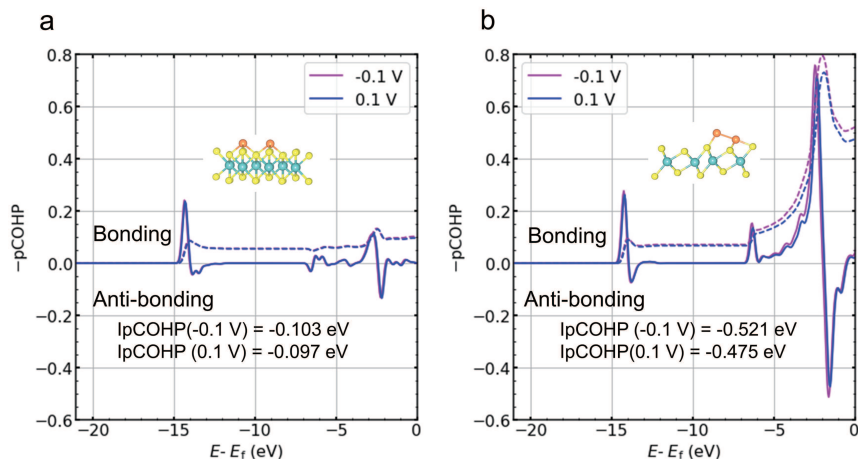 a
0.8
0.6
0.4
0.2
0.0
−0.2
−0.4
−0.6
−pCOHP
-0.1 V
0.1 V
Bonding
Anti-bonding
IpCOHP(-0.1 V) = -0.103 eV
IpCOHP (0.1 V) = -0.097 eV
−20
−15
−10
−5
0
E- Ef (eV)
b
0.8
0.6
0.4
0.2
0.0
−0.2
−0.4
−0.6
−pCOHP
-0.1 V
0.1 V
Bonding
Anti-bonding
IpCOHP (-0.1 V) = -0.521 eV
IpCOHP(0.1 V) = -0.475 eV
−20
−15
−10
−5
0
E- Ef (eV)